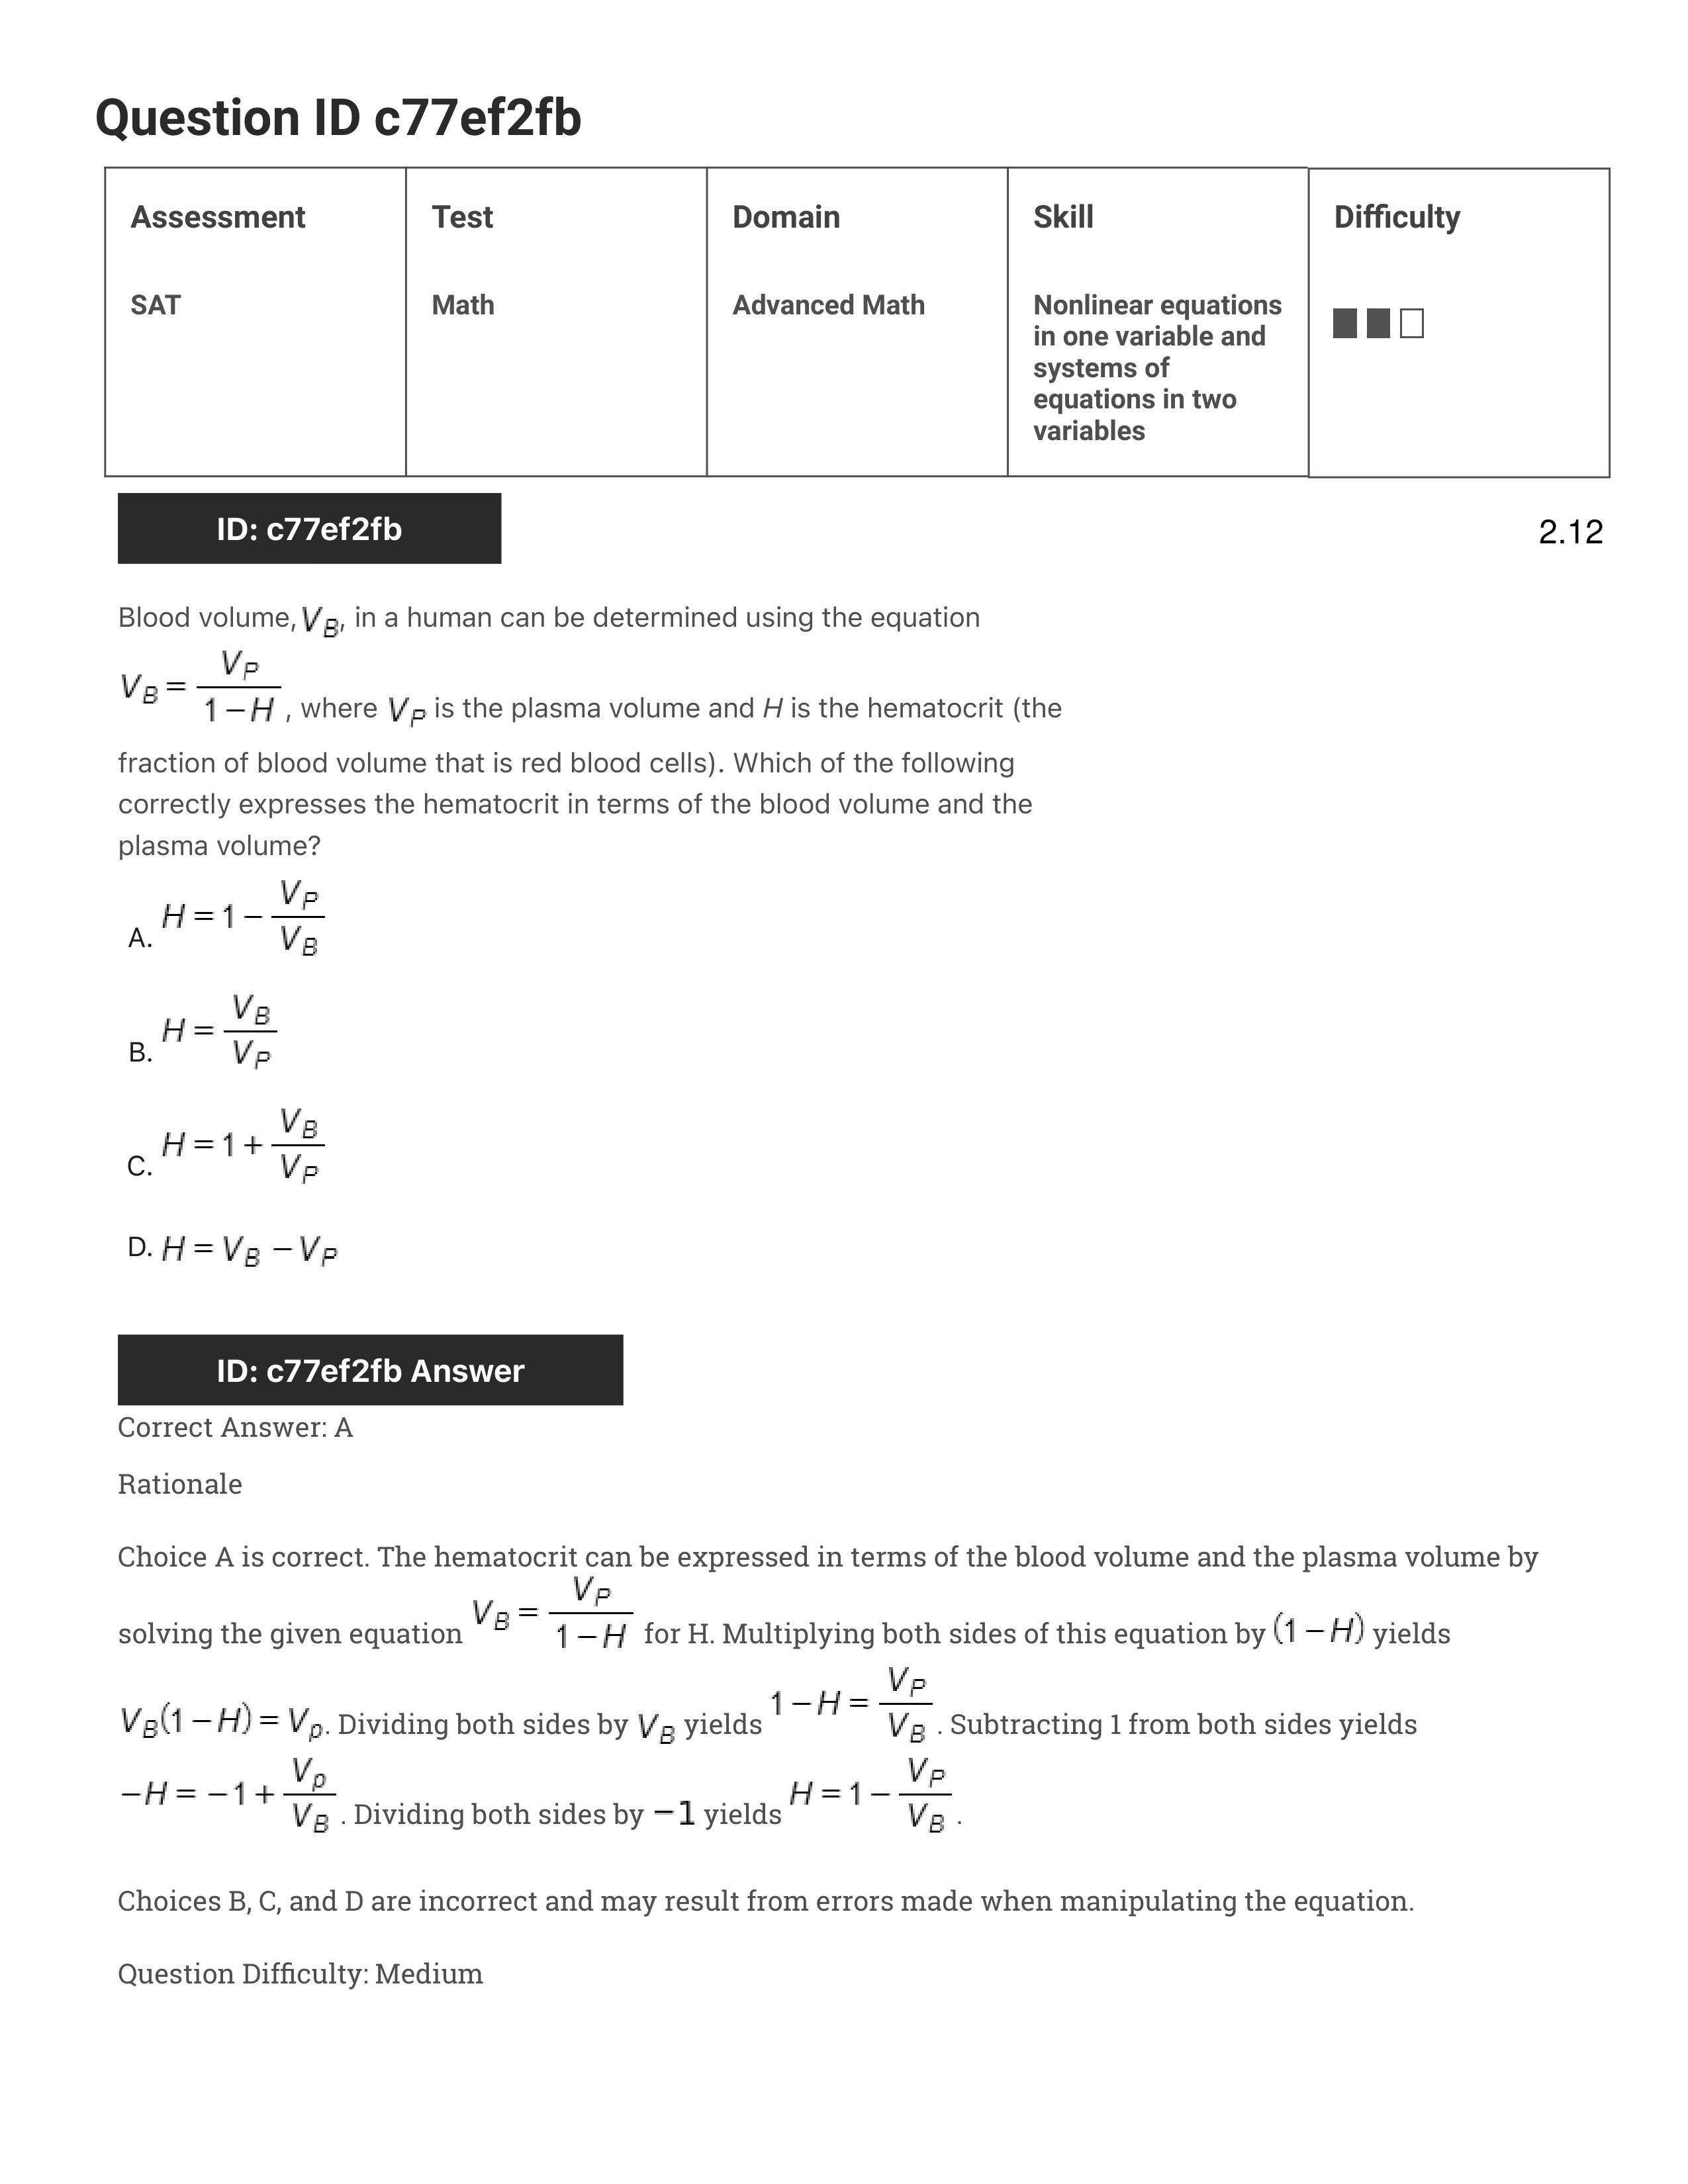 Question ID c77ef2fb
Assessment Test Domain Skill Difficulty
SAT Math Advanced Math Nonlinear equations
in one variable and
systems of
equations in two
variables
ID: c77ef2fb
2.12
Blood volume, V_B, in a human can be determined using the equation
V_B = V_P / (1 − H), where V_P is the plasma volume and H is the hematocrit (the
fraction of blood volume that is red blood cells). Which of the following
correctly expresses the hematocrit in terms of the blood volume and the
plasma volume?
A. H = 1 − V_P / V_B
B. H = V_B / V_P
C. H = 1 + V_B / V_P
D. H = V_B − V_P
ID: c77ef2fb Answer
Correct Answer: A
Rationale
Choice A is correct. The hematocrit can be expressed in terms of the blood volume and the plasma volume by
solving the given equation V_B = V_P / (1 − H) for H. Multiplying both sides of this equation by (1 − H) yields
V_B(1 − H) = V_p. Dividing both sides by V_B yields 1 − H = V_P / V_B. Subtracting 1 from both sides yields
−H = −1 + V_p / V_B. Dividing both sides by −1 yields H = 1 − V_P / V_B.
Choices B, C, and D are incorrect and may result from errors made when manipulating the equation.
Question Difficulty: Medium